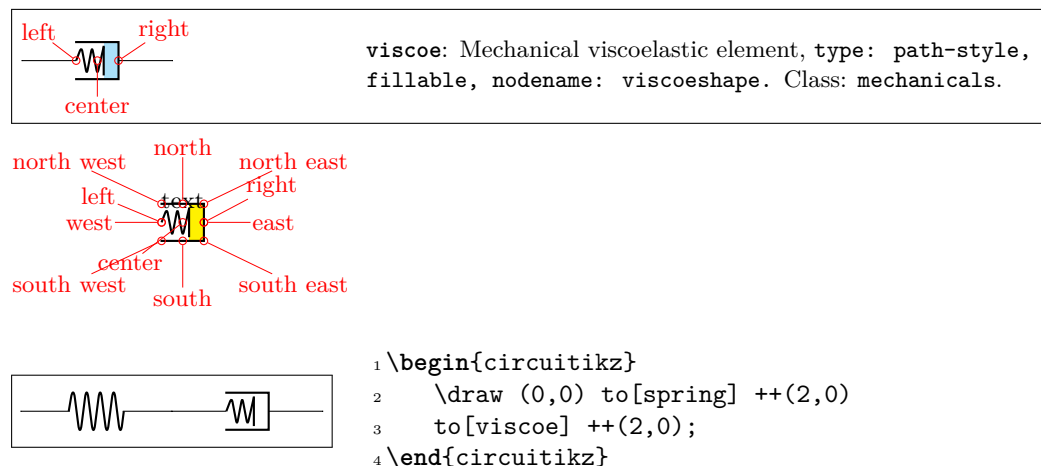 left right
center
viscoe: Mechanical viscoelastic element, type: path-style,
fillable, nodename: viscoeshape. Class: mechanicals.
north west north north east
left text right
west east
center
south west south south east
1 \begin{circuitikz}
2 \draw (0,0) to[spring] ++(2,0)
3 to[viscoe] ++(2,0);
4 \end{circuitikz}